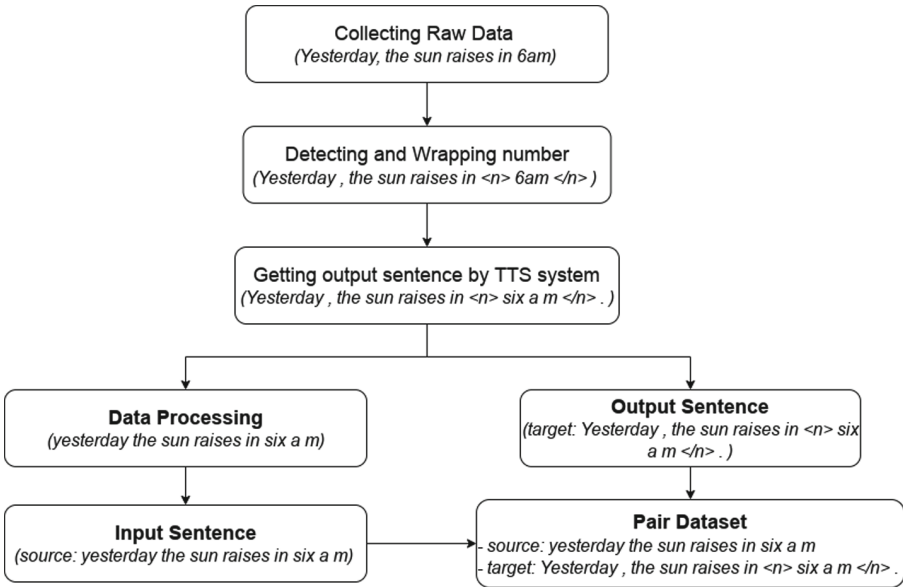 Collecting Raw Data
(Yesterday, the sun raises in 6am)
Detecting and Wrapping number
(Yesterday , the sun raises in <n> 6am </n> )
Getting output sentence by TTS system
(Yesterday , the sun raises in <n> six a m </n> . )
Data Processing
(yesterday the sun raises in six a m)
Output Sentence
(target: Yesterday , the sun raises in <n> six
a m </n> . )
Input Sentence
(source: yesterday the sun raises in six a m)
Pair Dataset
- source: yesterday the sun raises in six a m
- target: Yesterday , the sun raises in <n> six a m </n> .